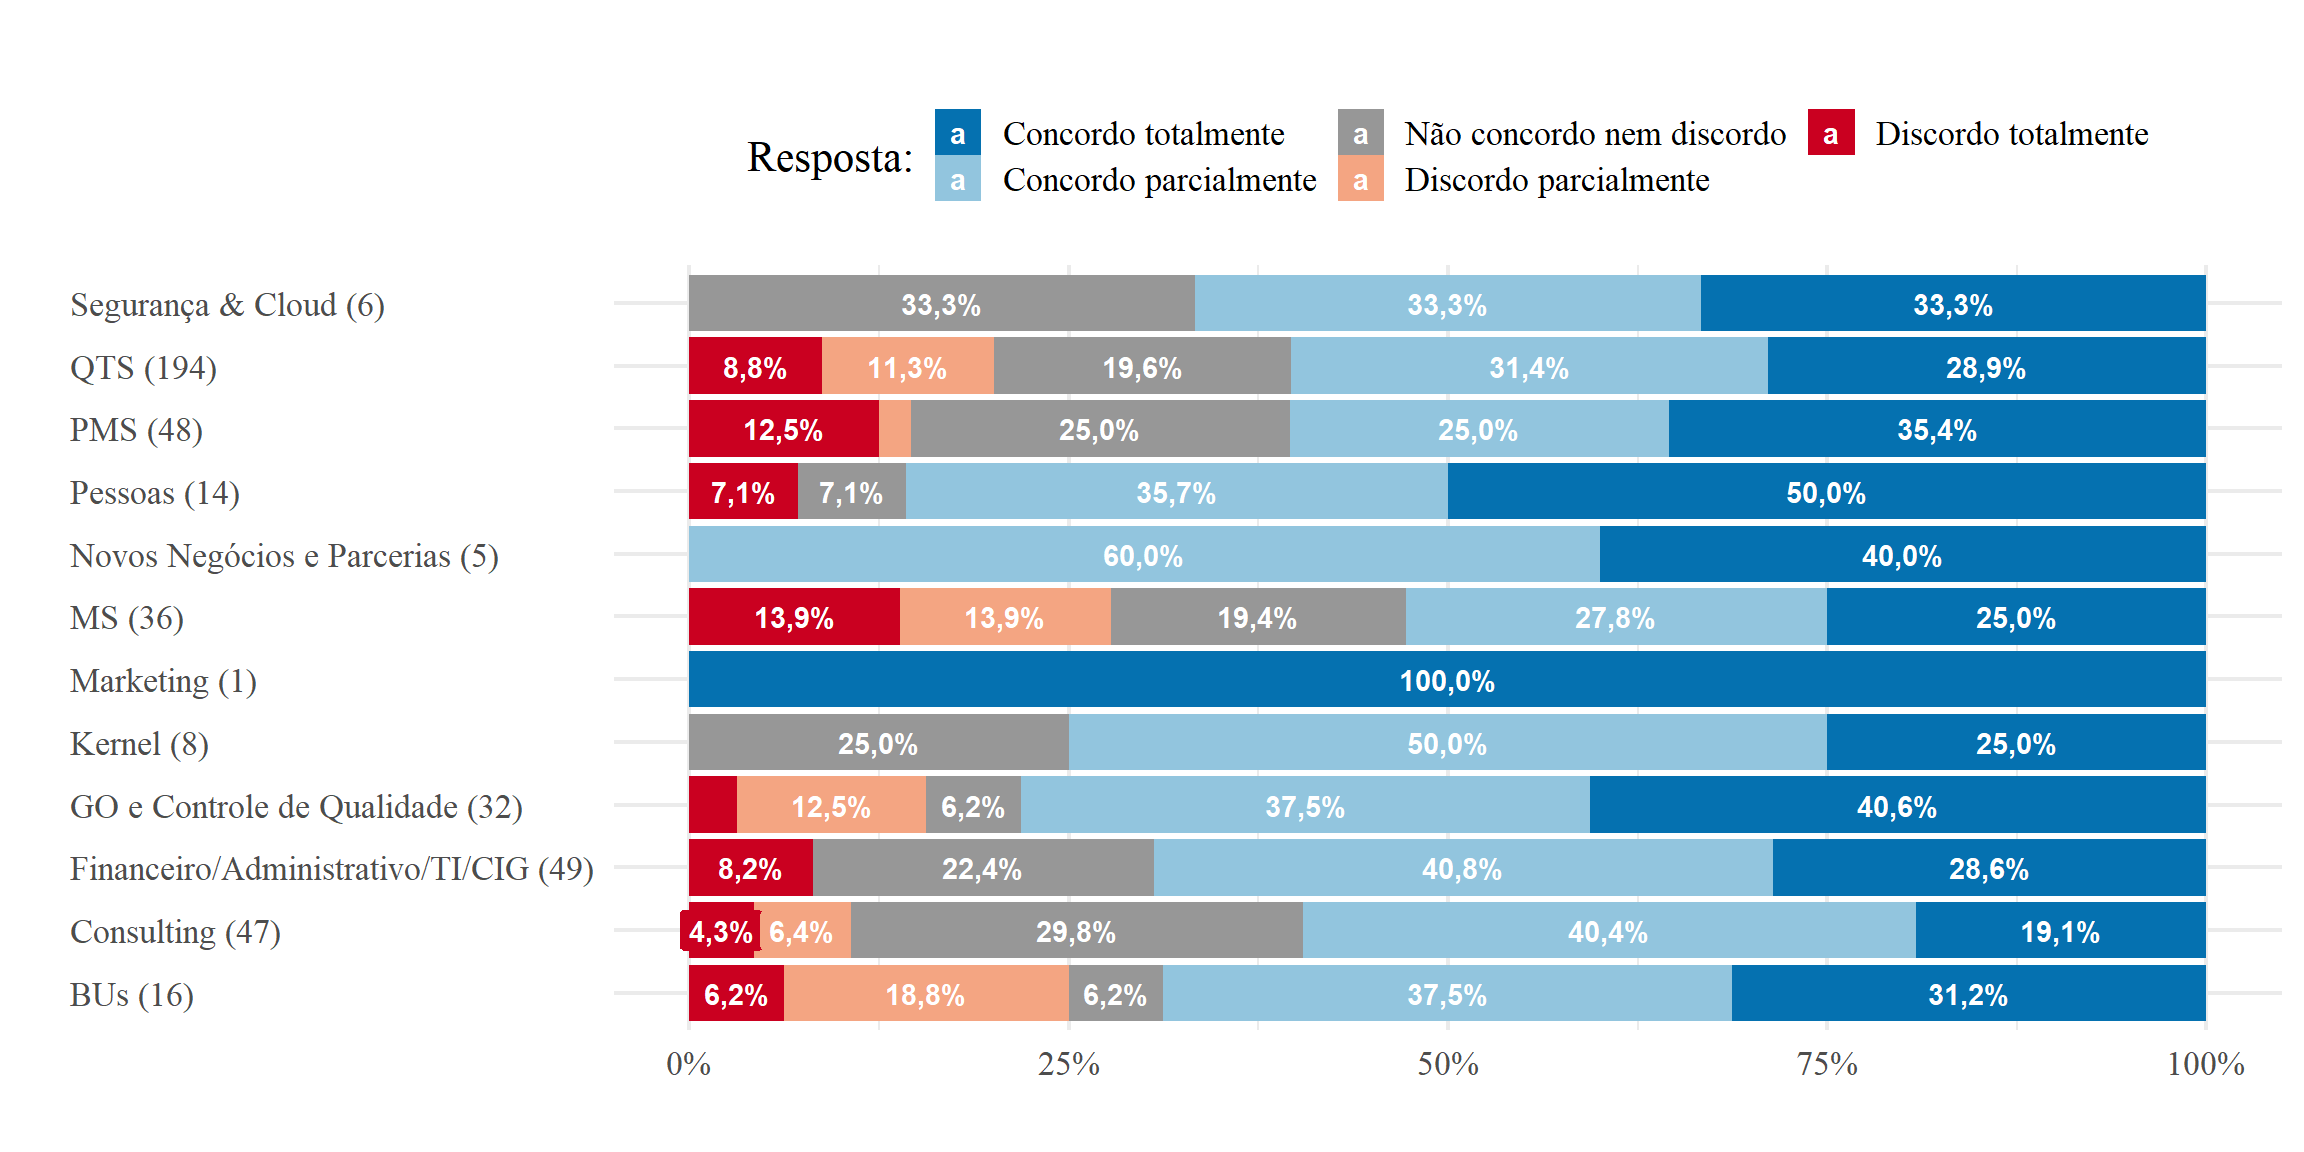 Resposta:
a Concordo totalmente a Não concordo nem discordo a Discordo totalmente
a Concordo parcialmente a Discordo parcialmente
Segurança & Cloud (6) 33,3% 33,3% 33,3%
QTS (194) 8,8% 11,3% 19,6% 31,4% 28,9%
PMS (48) 12,5% 25,0% 25,0% 35,4%
Pessoas (14) 7,1% 7,1% 35,7% 50,0%
Novos Negócios e Parcerias (5) 60,0% 40,0%
MS (36) 13,9% 13,9% 19,4% 27,8% 25,0%
Marketing (1) 100,0%
Kernel (8) 25,0% 50,0% 25,0%
GO e Controle de Qualidade (32) 12,5% 6,2% 37,5% 40,6%
Financeiro/Administrativo/TI/CIG (49) 8,2% 22,4% 40,8% 28,6%
Consulting (47) 4,3% 6,4% 29,8% 40,4% 19,1%
BUs (16) 6,2% 18,8% 6,2% 37,5% 31,2%
0% 25% 50% 75% 100%